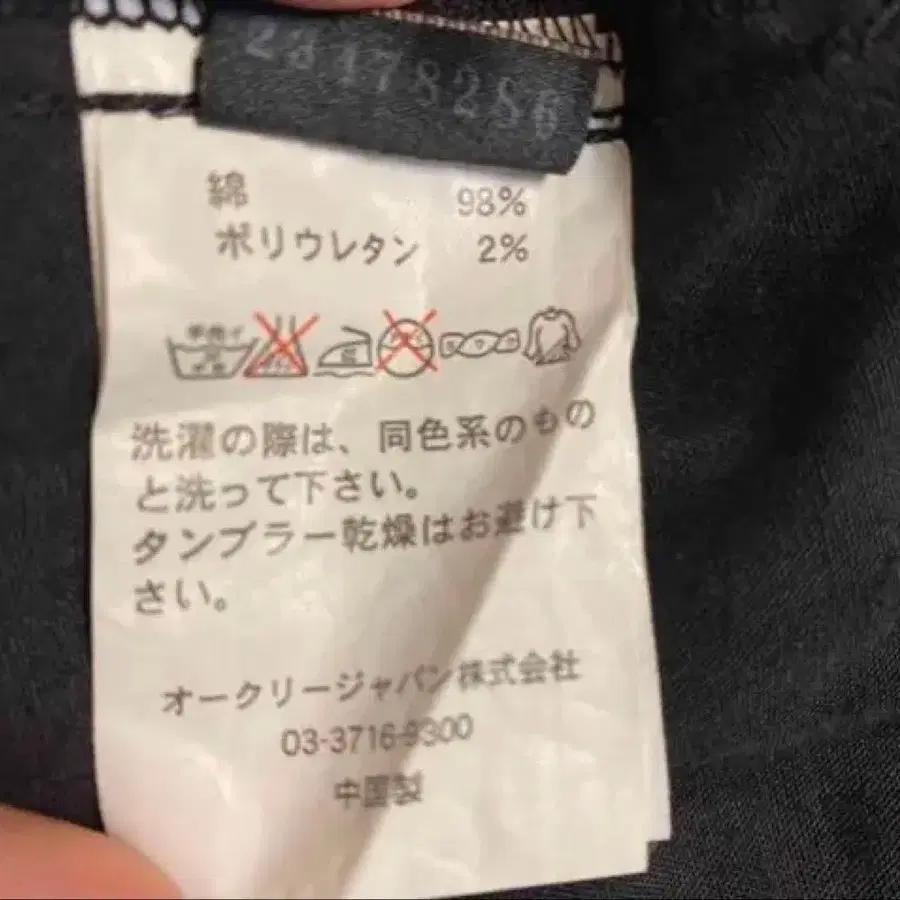 綿 98%
ポリウレタン 2%
洗濯の際は、同色系のもの
と洗って下さい。
タンブラー乾燥はお避け下
さい。
オークリージャパン株式会社
03-3716-9300
中国製